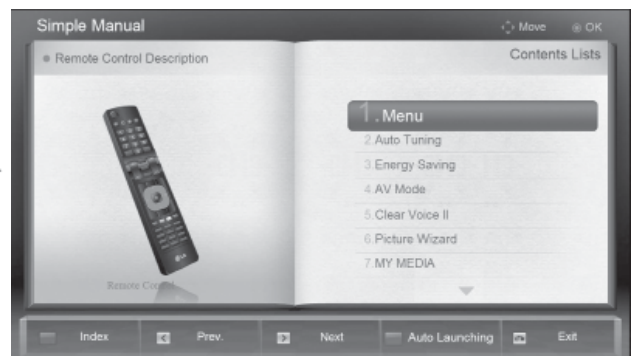 Simple Manual
Move
OK
Remote Control Description
Contents Lists
1. Menu
2. Auto Tuning
3. Energy Saving
4. AV Mode
5. Clear Voice II
6. Picture Wizard
7. MY MEDIA
LG
Remote Control
Index
Prev.
Next
Auto Launching
Exit